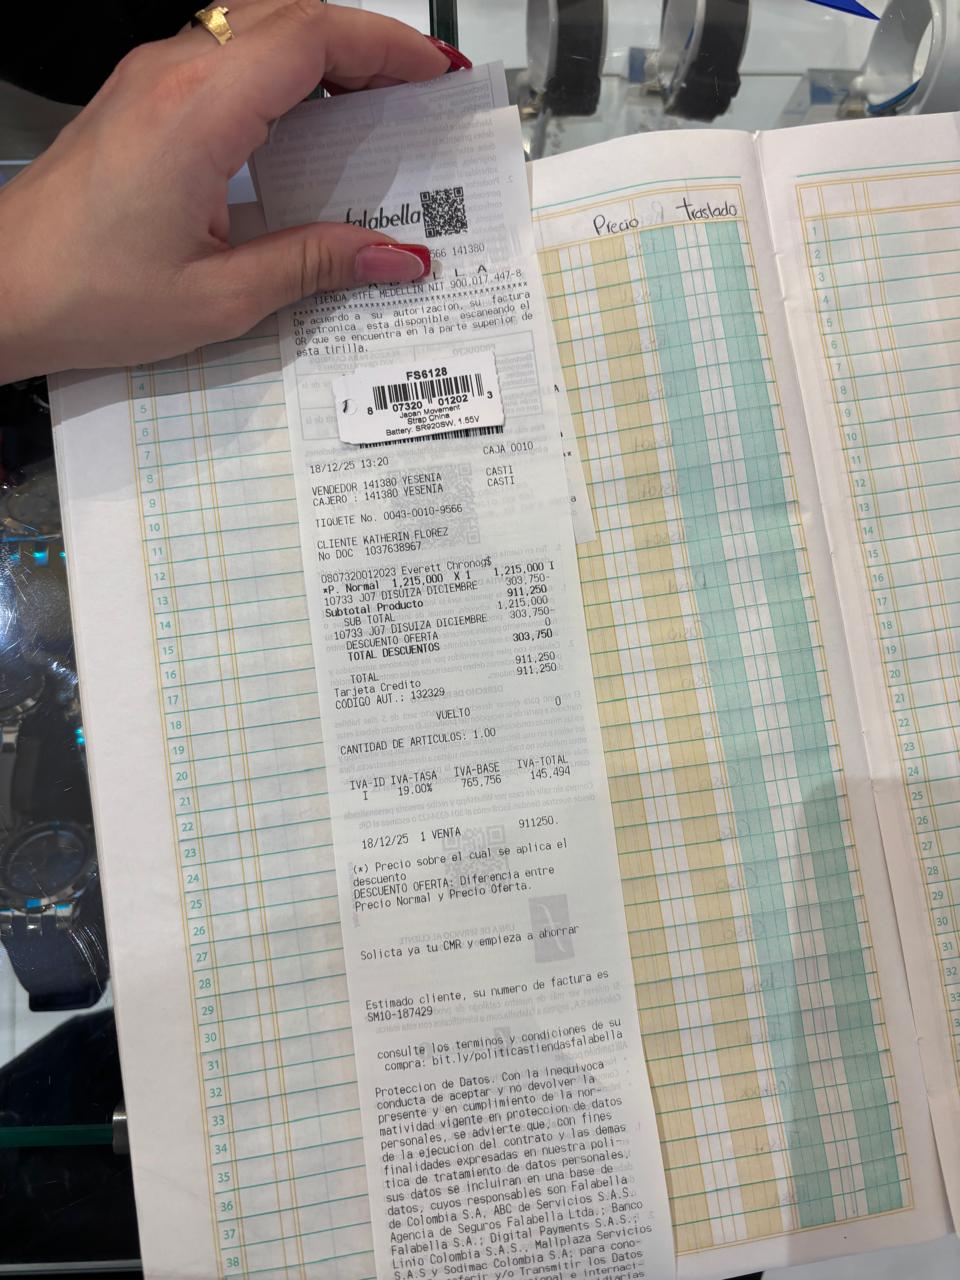 Precio traslado
falabella
566 141380
TIENDA STFE MEDELLIN NIT 900.017.447-8
De acuerdo a su autorizacion, su factura
electronica, esta disponible escaneando el
QR que se encuentra en la parte superior de
esta tirilla.
FS6128
8 07320 01202 3
Japan Movement
Strap China
Battery: SR920SW, 1.55V
18/12/25 13:20 CAJA 0010
VENDEDOR 141380 YESENIA CASTI
CAJERO : 141380 YESENIA CASTI
TIQUETE No. 0043-0010-9566
CLIENTE KATHERIN FLOREZ
No DOC 1037638967
0807320012023 Everett Chronog$
*P. Normal 1,215,000 X 1 1,215,000 I
10733 J07 DISUIZA DICIEMBRE 303,750-
Subtotal Producto 911,250
SUB TOTAL 1,215,000
10733 J07 DISUIZA DICIEMBRE 303,750-
DESCUENTO OFERTA 0
TOTAL DESCUENTOS 303,750
TOTAL 911,250
Tarjeta Credito 911,250
CODIGO AUT.: 132329
VUELTO 0
CANTIDAD DE ARTICULOS: 1.00
IVA-ID IVA-TASA IVA-BASE IVA-TOTAL
I 19.00% 765,756 145,494
18/12/25 1 VENTA 911250.
(*) Precio sobre el cual se aplica el
descuento
DESCUENTO OFERTA: Diferencia entre
Precio Normal y Precio Oferta.
Solicta ya tu CMR y empieza a ahorrar
Estimado cliente, su numero de factura es
SM10-187429
consulte los terminos y condiciones de su
compra: bit.ly/politicastiendasfalabella
Proteccion de Datos. Con la inequivoca
conducta de aceptar y no devolver la
presente y en cumplimiento de la nor-
matividad vigente en proteccion de datos
personales, se advierte que, con fines
de la ejecucion del contrato y las demas
finalidades expresadas en nuestra poli-
tica de tratamiento de datos personales,
sus datos se incluiran en una base de
datos, cuyos responsables son Falabella
de Colombia S.A, ABC de Servicios S.A.S.
Agencia de Seguros Falabella Ltda.; Banco
Falabella S.A.; Digital Payments S.A.S.;
Linio Colombia S.A.S., Mallplaza Servicios
S.A.S y Sodimac Colombia S.A; para cono-
y/o Transmitir los Datos